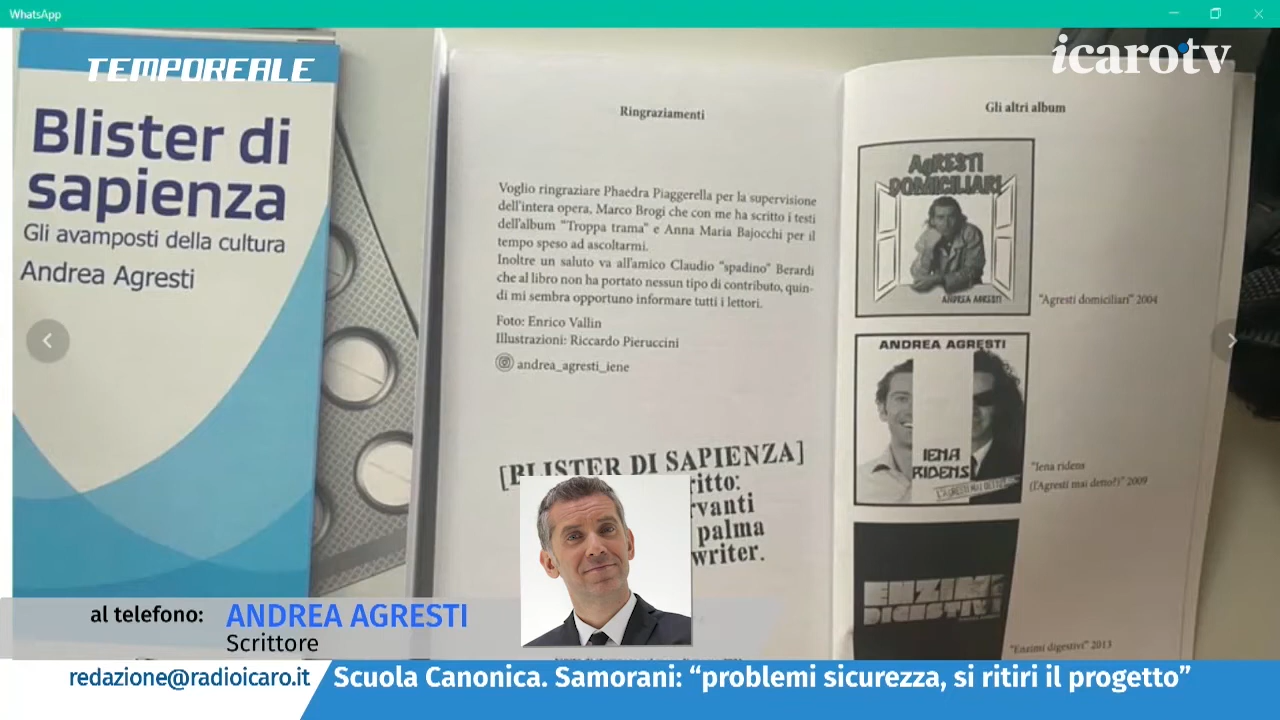 WhatsApp
TEMPOREALE
icarotv
Blister di
sapienza
Gli avamposti della cultura
Andrea Agresti
Ringraziamenti
Voglio ringraziare Phaedra Piaggerella per la supervisione
dell'intera opera, Marco Brogi che con me ha scritto i testi
dell'album "Troppa trama" e Anna Maria Bajocchi per il
tempo speso ad ascoltarmi.
Inoltre un saluto va all'amico Claudio "spadino" Berardi
che al libro non ha portato nessun tipo di contributo, quin-
di mi sembra opportuno informare tutti i lettori.
Foto: Enrico Vallin
Illustrazioni: Riccardo Pieruccini
andrea_agresti_iene
[BLISTER DI SAPIENZA]
ritto:
rvanti
palma
writer.
Gli altri album
AgRESTI
DOMICILIARI
ANDREA AGRESTI
"Agresti domiciliari" 2004
ANDREA AGRESTI
IENA
RIDENS
"Iena ridens
(l'Agresti mai detto!)" 2009
ENZIMI
DIGESTIVI
"Enzimi digestivi" 2013
al telefono: ANDREA AGRESTI
Scrittore
redazione@radioicaro.it
Scuola Canonica. Samorani: “problemi sicurezza, si ritiri il progetto”